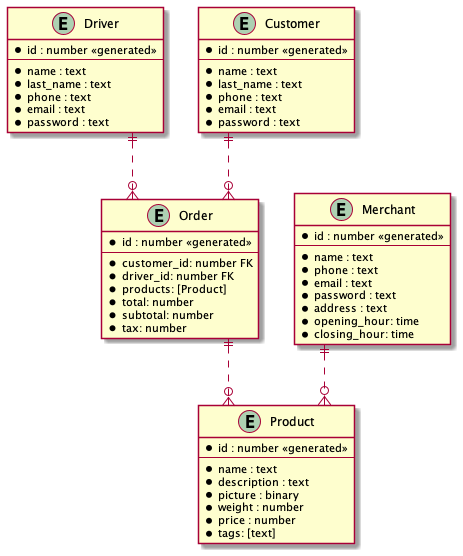 E Driver
id : number «generated»
name : text
last_name : text
phone : text
email : text
password : text
E Customer
id : number «generated»
name : text
last_name : text
phone : text
email : text
password : text
E Order
id : number «generated»
customer_id: number FK
driver_id: number FK
products: [Product]
total: number
subtotal: number
tax: number
E Merchant
id : number «generated»
name : text
phone : text
email : text
password : text
address : text
opening_hour: time
closing_hour: time
E Product
id : number «generated»
name : text
description : text
picture : binary
weight : number
price : number
tags: [text]